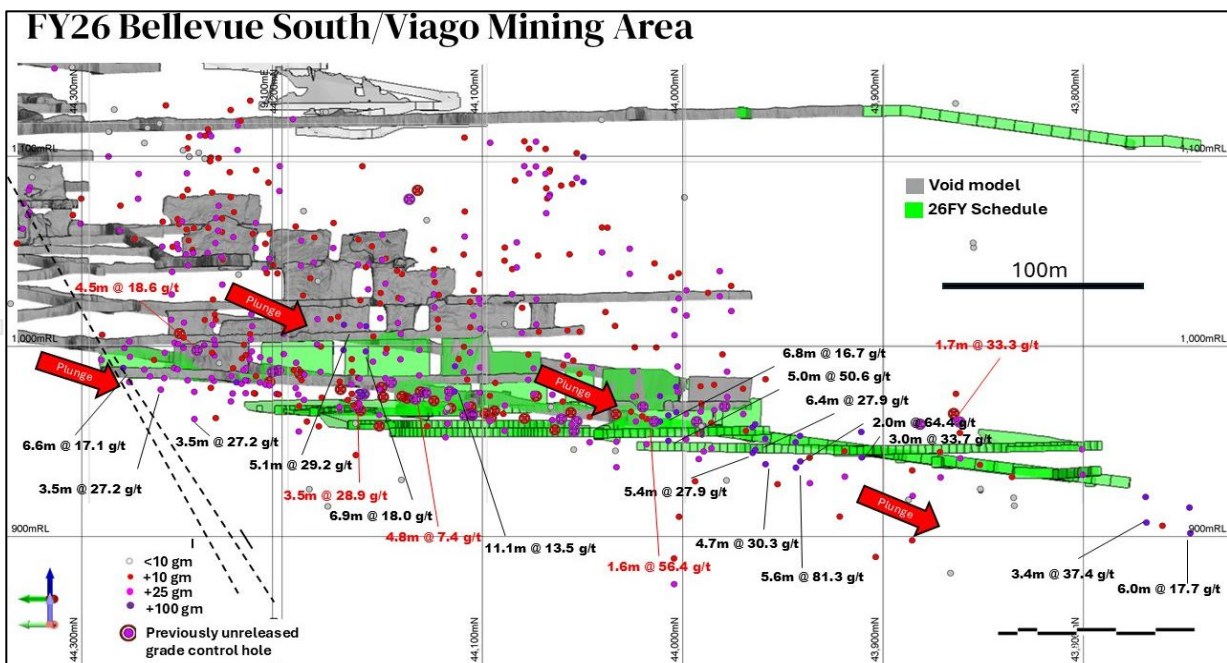 FY26 Bellevue South/Viago Mining Area
44,300mN
44,200mN
44,100mN
44,000mN
43,900mN
43,800mN
1,100mRL
1,100mRL
Void model
26FY Schedule
100m
4.5m @ 18.6 g/t
Plunge
1,000mRL
1,000mRL
1.7m @ 33.3 g/t
6.8m @ 16.7 g/t
Plunge
Plunge
5.0m @ 50.6 g/t
6.4m @ 27.9 g/t
2.0m @ 64.4 g/t
3.0m @ 33.7 g/t
6.6m @ 17.1 g/t
3.5m @ 27.2 g/t
5.1m @ 29.2 g/t
3.5m @ 27.2 g/t
3.5m @ 28.9 g/t
5.4m @ 27.9 g/t
Plunge
6.9m @ 18.0 g/t
4.8m @ 7.4 g/t
900mRL
900mRL
11.1m @ 13.5 g/t
4.7m @ 30.3 g/t
1.6m @ 56.4 g/t
5.6m @ 81.3 g/t
3.4m @ 37.4 g/t
6.0m @ 17.7 g/t
<10 gm
+10 gm
+25 gm
+100 gm
Previously unreleased
grade control hole
44,300mN
44,100mN
44,000mN
43,900mN
43,800mN